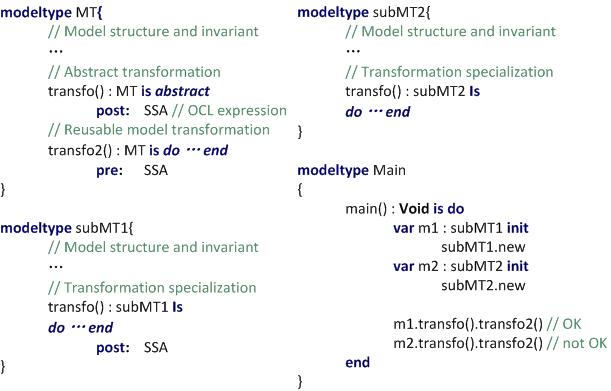 modeltype MT{
// Model structure and invariant
...
// Abstract transformation
transfo() : MT is abstract
post: SSA // OCL expression
// Reusable model transformation
transfo2() : MT is do ... end
pre: SSA
}
modeltype subMT1{
// Model structure and invariant
...
// Transformation specialization
transfo() : subMT1 Is
do ... end
post: SSA
}
modeltype subMT2{
// Model structure and invariant
...
// Transformation specialization
transfo() : subMT2 Is
do ... end
}
modeltype Main
{
main() : Void is do
var m1 : subMT1 init
subMT1.new
var m2 : subMT2 init
subMT2.new
m1.transfo().transfo2() // OK
m2.transfo().transfo2() // not OK
end
}